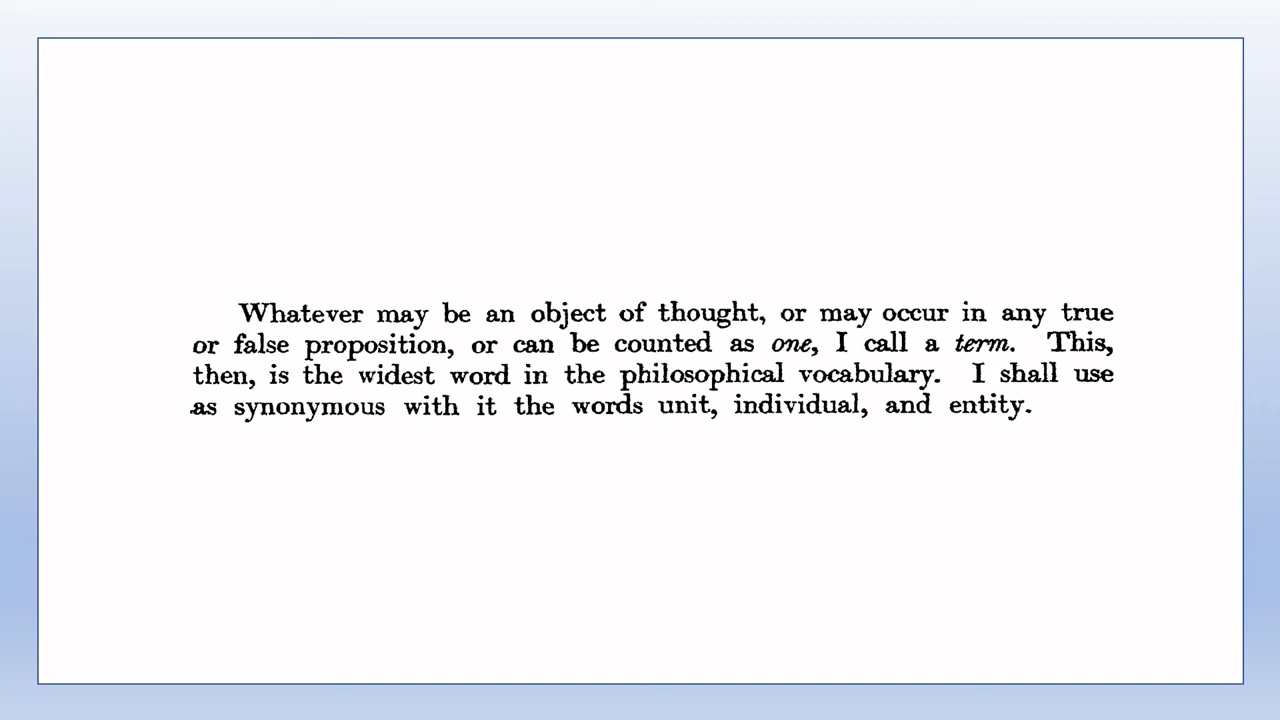 Whatever may be an object of thought, or may occur in any true
or false proposition, or can be counted as one, I call a term. This,
then, is the widest word in the philosophical vocabulary. I shall use
as synonymous with it the words unit, individual, and entity.